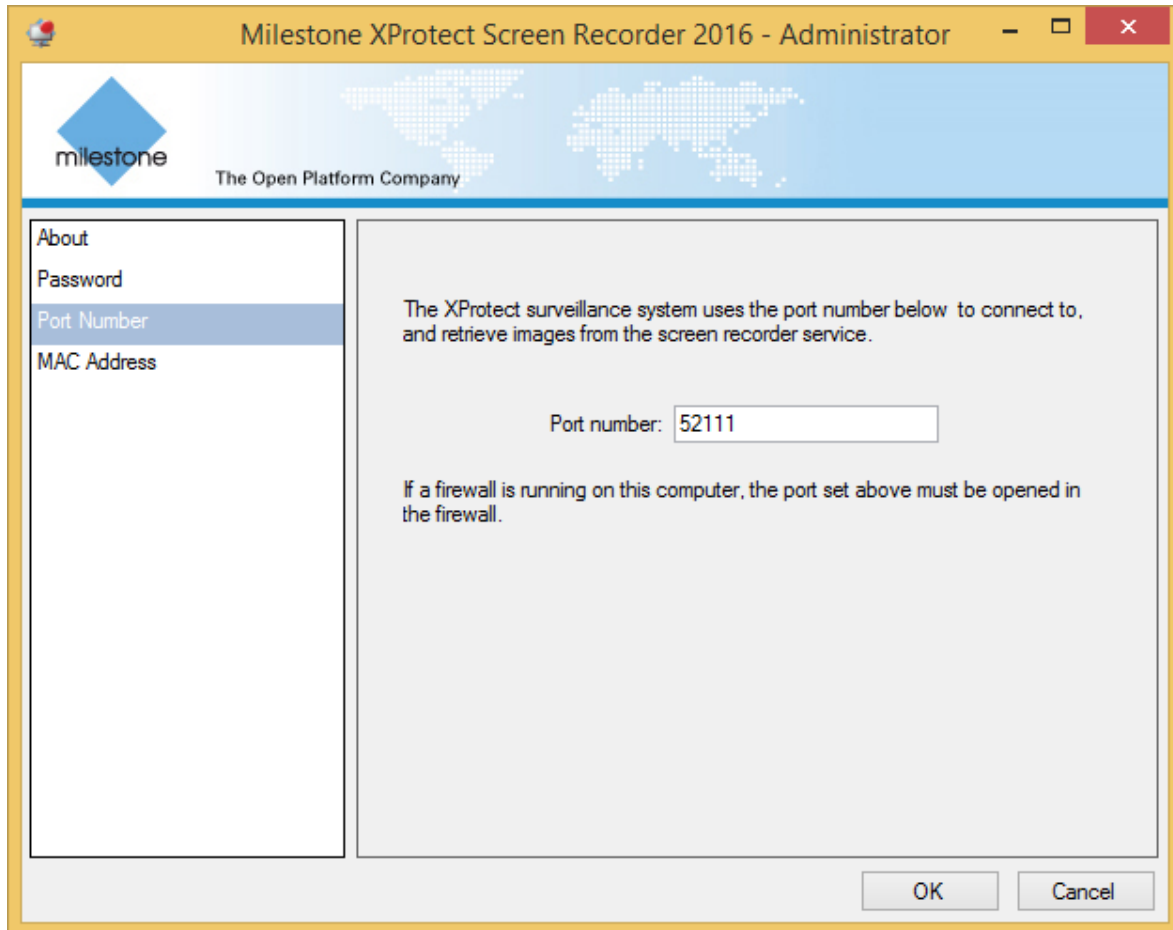 Milestone XProtect Screen Recorder 2016 - Administrator
milestone
The Open Platform Company
About
Password
Port Number
MAC Address
The XProtect surveillance system uses the port number below  to connect to,
and retrieve images from the screen recorder service.
Port number: 52111
If a firewall is running on this computer, the port set above must be opened in
the firewall.
OK Cancel